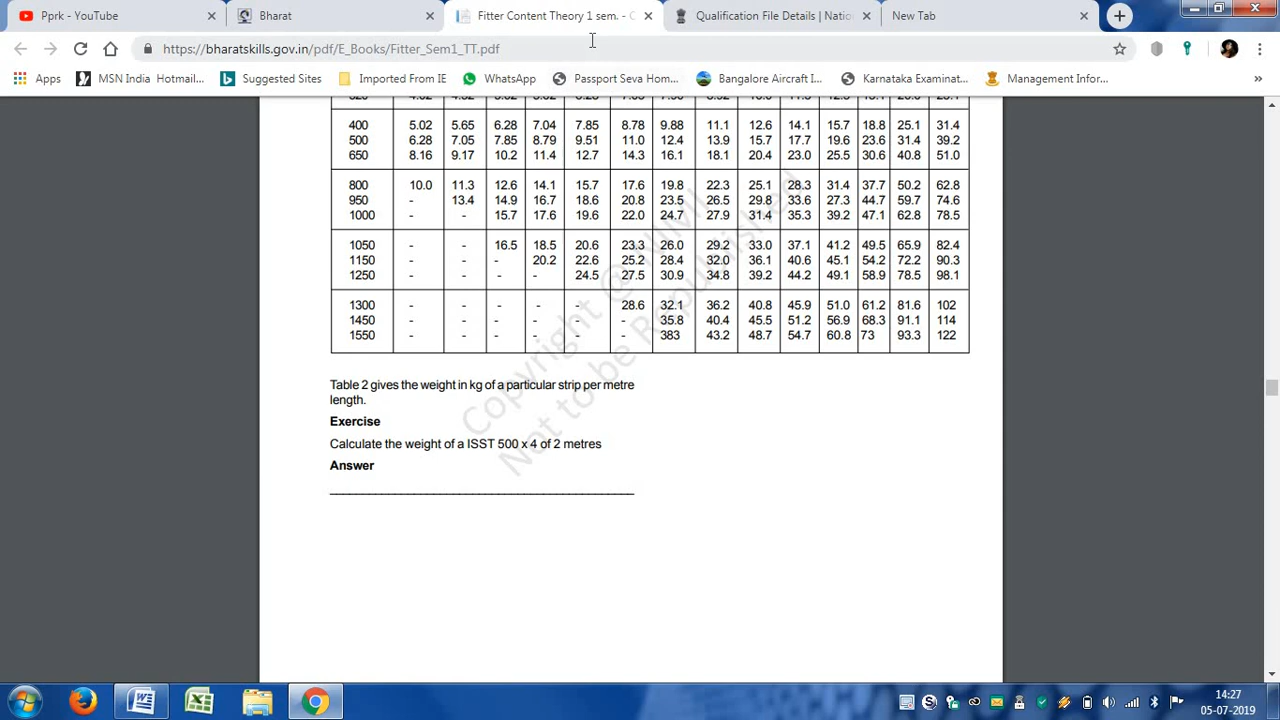 Pprk - YouTube
Bharat
Fitter Content Theory 1 sem. - C
Qualification File Details | Natio
New Tab
https://bharatskills.gov.in/pdf/E_Books/Fitter_Sem1_TT.pdf
Apps
MSN India Hotmail...
Suggested Sites
Imported From IE
WhatsApp
Passport Seva Hom...
Bangalore Aircraft I...
Karnataka Examinat...
Management Infor...
400 5.02 5.65 6.28 7.04 7.85 8.78 9.88 11.1 12.6 14.1 15.7 18.8 25.1 31.4
500 6.28 7.05 7.85 8.79 9.51 11.0 12.4 13.9 15.7 17.7 19.6 23.6 31.4 39.2
650 8.16 9.17 10.2 11.4 12.7 14.3 16.1 18.1 20.4 23.0 25.5 30.6 40.8 51.0
800 10.0 11.3 12.6 14.1 15.7 17.6 19.8 22.3 25.1 28.3 31.4 37.7 50.2 62.8
950 - 13.4 14.9 16.7 18.6 20.8 23.5 26.5 29.8 33.6 27.3 44.7 59.7 74.6
1000 - - 15.7 17.6 19.6 22.0 24.7 27.9 31.4 35.3 39.2 47.1 62.8 78.5
1050 - - 16.5 18.5 20.6 23.3 26.0 29.2 33.0 37.1 41.2 49.5 65.9 82.4
1150 - - - 20.2 22.6 25.2 28.4 32.0 36.1 40.6 45.1 54.2 72.2 90.3
1250 - - - - 24.5 27.5 30.9 34.8 39.2 44.2 49.1 58.9 78.5 98.1
1300 - - - - - 28.6 32.1 36.2 40.8 45.9 51.0 61.2 81.6 102
1450 - - - - - - 35.8 40.4 45.5 51.2 56.9 68.3 91.1 114
1550 - - - - - - 383 43.2 48.7 54.7 60.8 73 93.3 122
Copyright @ NIMI
Not to be Republished
Table 2 gives the weight in kg of a particular strip per metre
length.
Exercise
Calculate the weight of a ISST 500 x 4 of 2 metres
Answer
14:27
05-07-2019